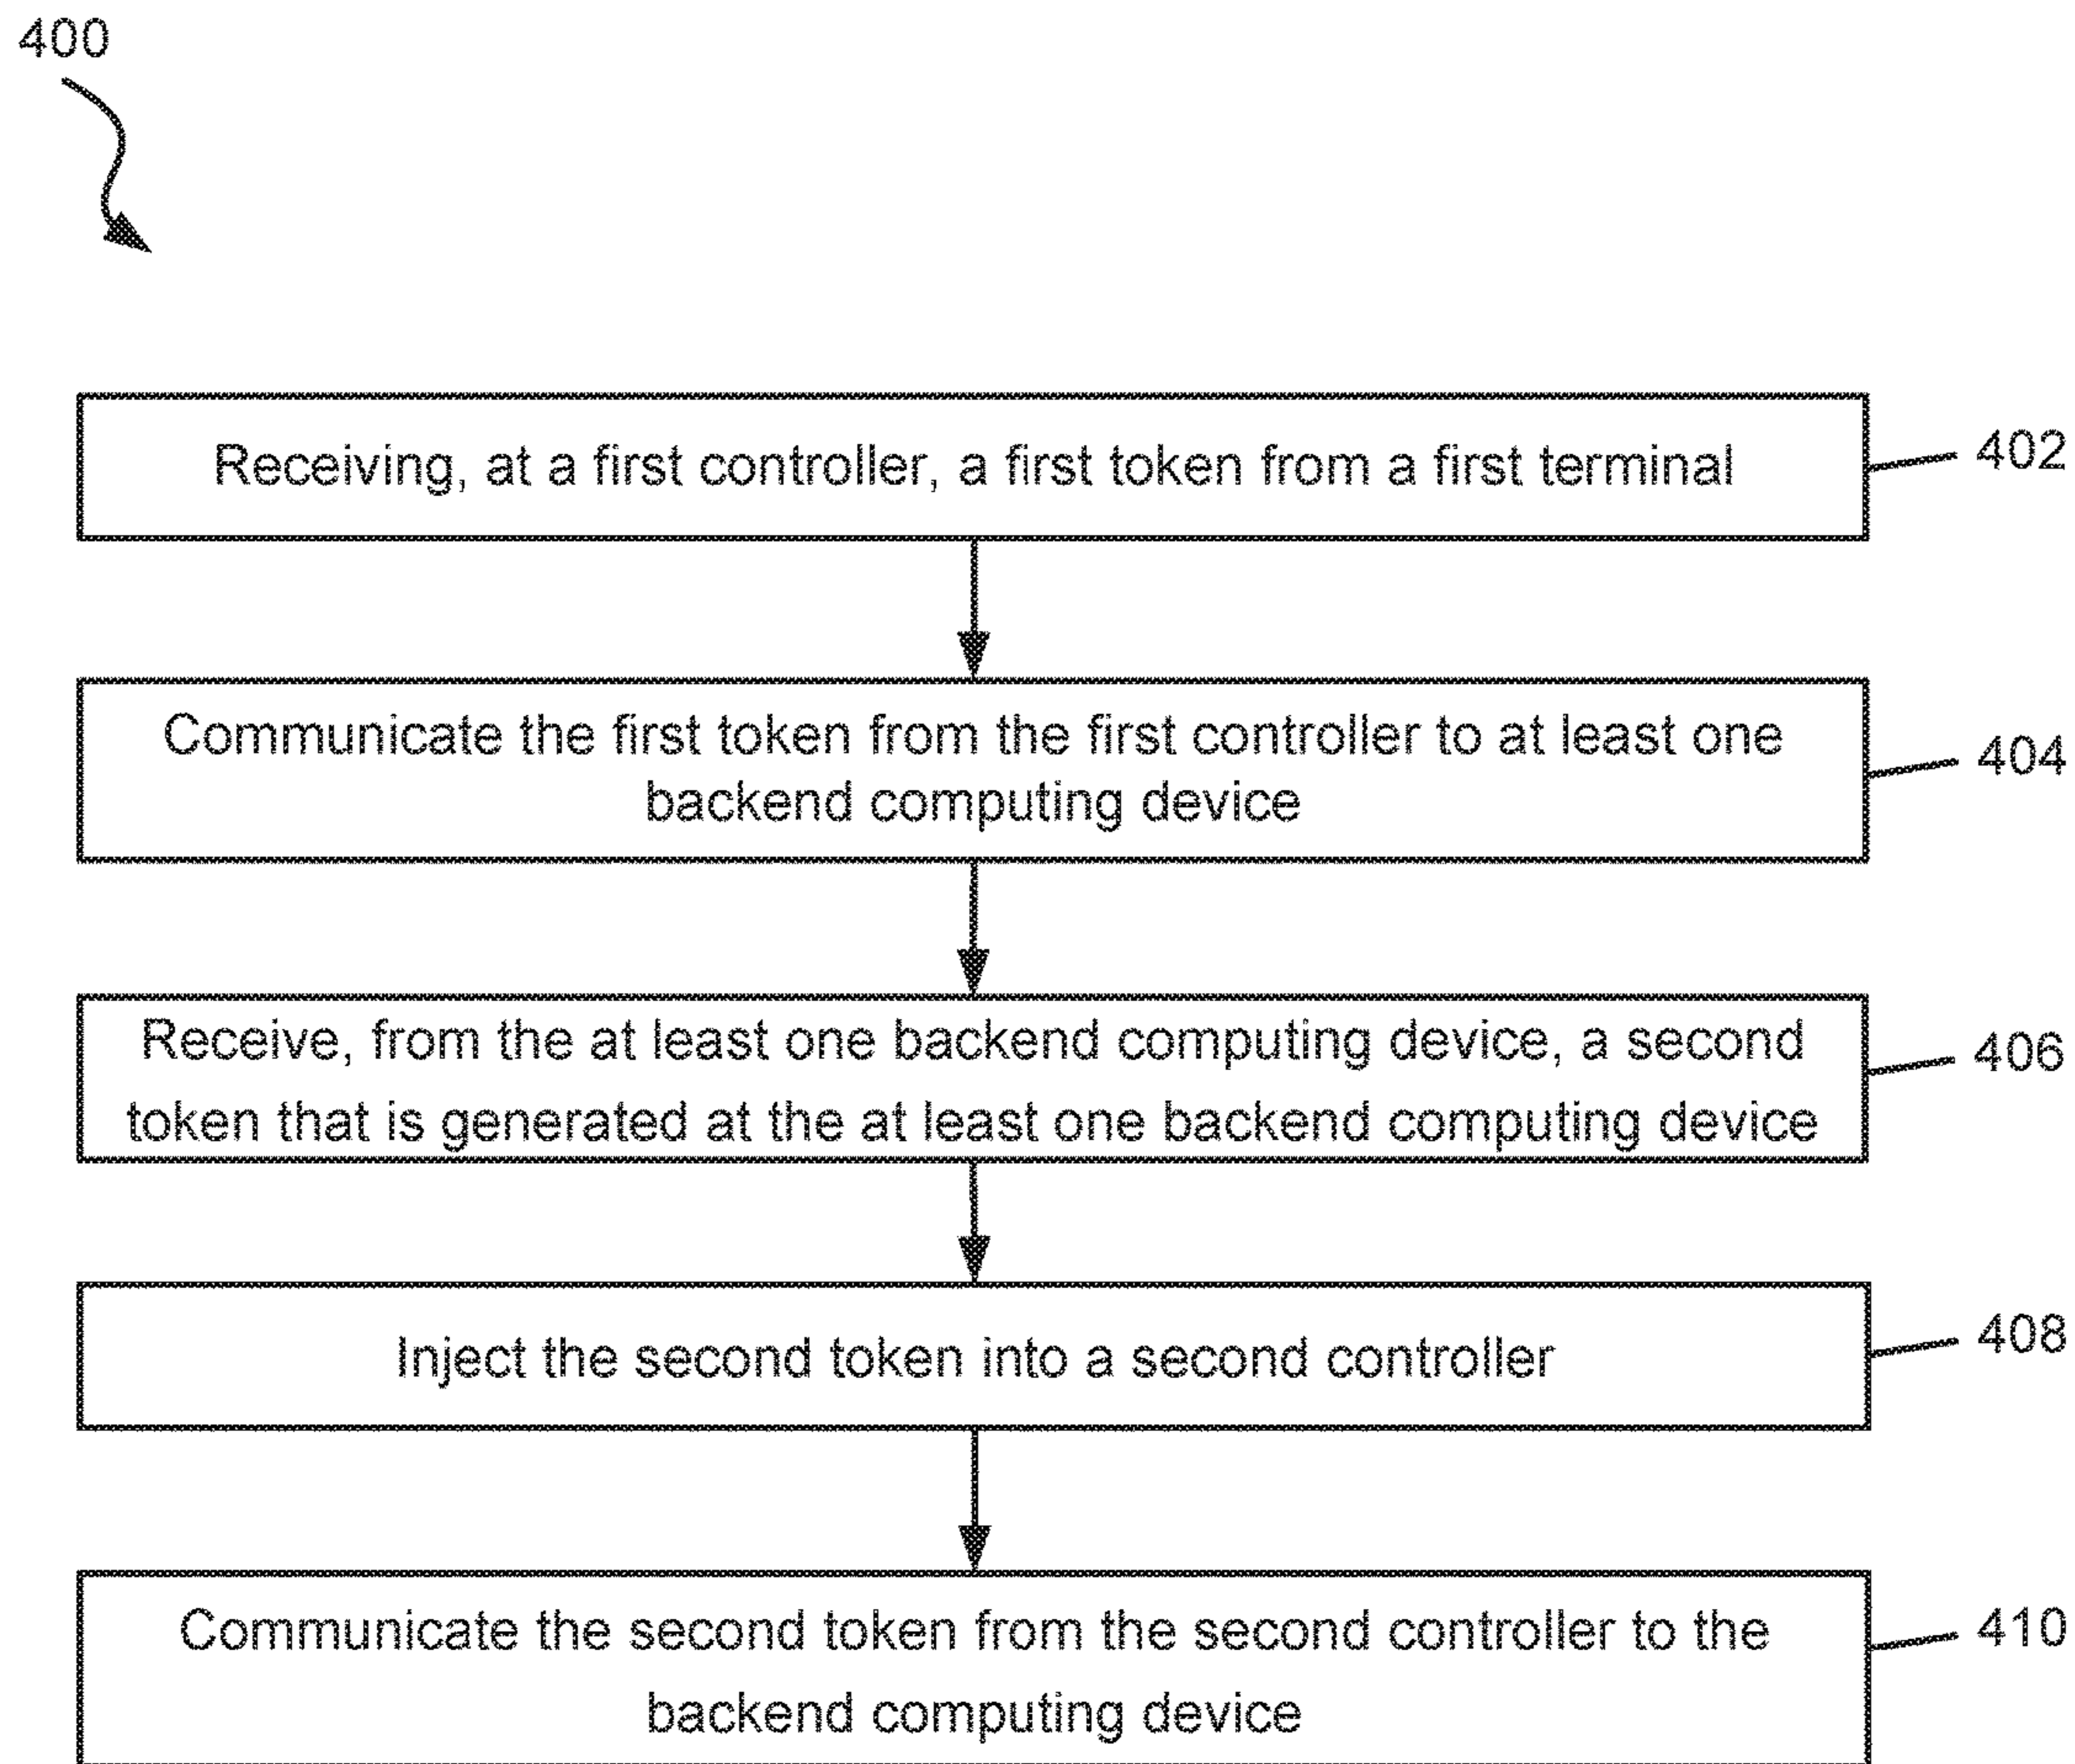 400
Receiving, at a first controller, a first token from a first terminal
402
Communicate the first token from the first controller to at least one
backend computing device
404
Receive, from the at least one backend computing device, a second
token that is generated at the at least one backend computing device
406
Inject the second token into a second controller
408
Communicate the second token from the second controller to the
backend computing device
410